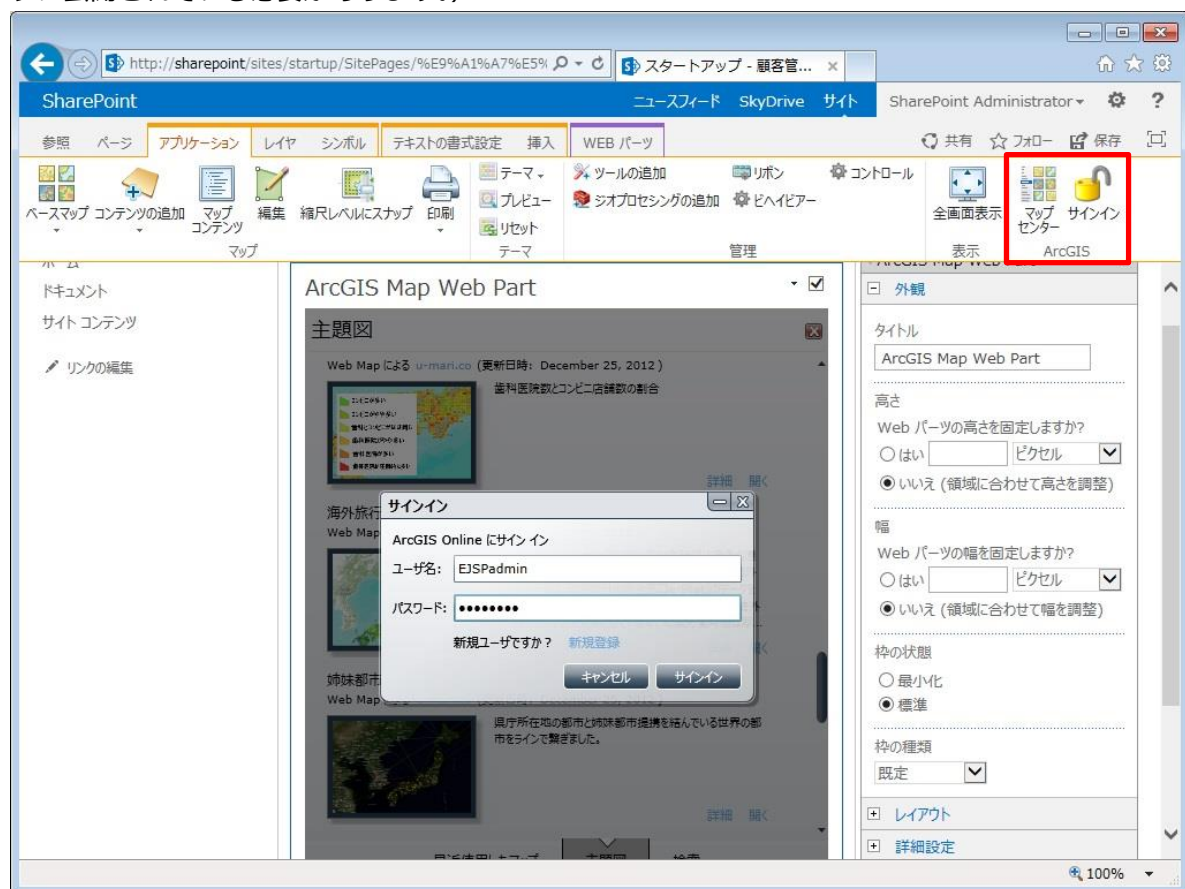 http://sharepoint/sites/startup/SitePages/%E9%A1%A7%E5%
スタートアップ - 顧客管... ×
SharePoint
ニュースフィード SkyDrive サイト SharePoint Administrator ?
参照 ページ アプリケーション レイヤ シンボル テキストの書式設定 挿入 WEB パーツ 共有 フォロー 保存
ベースマップ コンテンツの追加 マップ コンテンツ 編集 縮尺レベルにスナップ 印刷
テーマ
プレビュー
リセット
ツールの追加 リボン コントロール
ジオプロセシングの追加 ビヘイビアー
全画面表示 マップ センター サインイン
マップ テーマ 管理 表示 ArcGIS
ホーム
ドキュメント
サイト コンテンツ
リンクの編集
ArcGIS Map Web Part
主題図
Web Map による u-mari.co (更新日時: December 25, 2012)
歯科医院数とコンビニ店舗数の割合
詳細 開く
海外旅行
Web Map
サインイン
ArcGIS Online にサイン イン
ユーザ名: EJSPadmin
パスワード: ••••••••
新規ユーザですか? 新規登録
キャンセル サインイン
姉妹都市
Web Map
県庁所在地の都市と姉妹都市提携を結んでいる世界の都
市をラインで繋ぎました。
詳細 開く
最近使用したマップ 主題図 検索
ArcGIS Map Web Part
外観
タイトル
ArcGIS Map Web Part
高さ
Web パーツの高さを固定しますか?
はい ピクセル
いいえ (領域に合わせて高さを調整)
幅
Web パーツの幅を固定しますか?
はい ピクセル
いいえ (領域に合わせて幅を調整)
枠の状態
最小化
標準
枠の種類
既定
レイアウト
詳細設定
100%